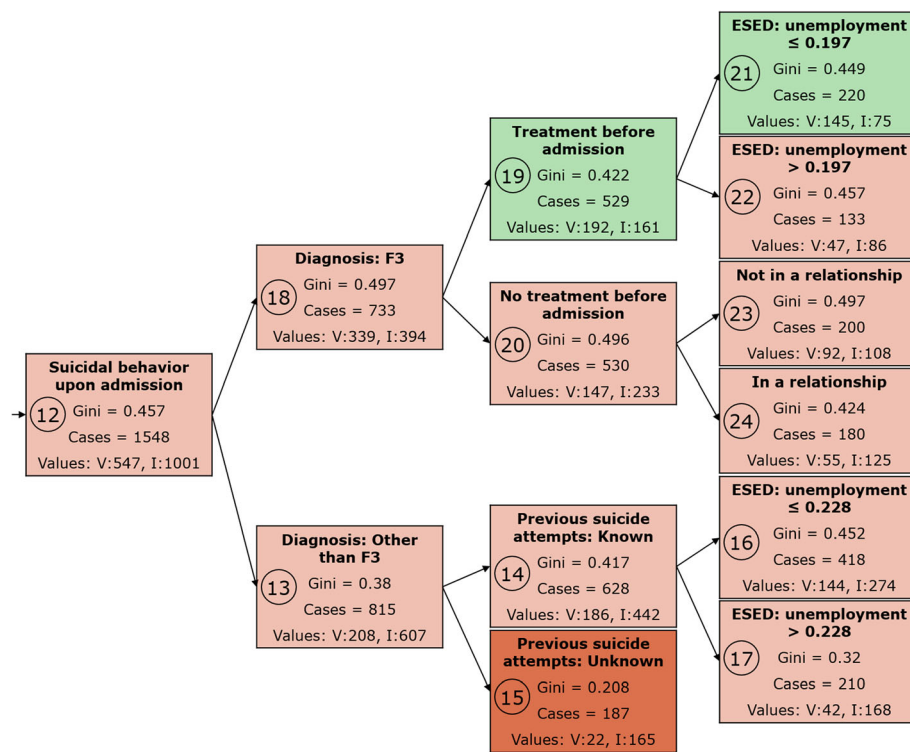 Suicidal behavior
upon admission
12
Gini = 0.457
Cases = 1548
Values: V:547, I:1001
Diagnosis: F3
18
Gini = 0.497
Cases = 733
Values: V:339, I:394
Diagnosis: Other
than F3
13
Gini = 0.38
Cases = 815
Values: V:208, I:607
Treatment before
admission
19
Gini = 0.422
Cases = 529
Values: V:192, I:161
No treatment before
admission
20
Gini = 0.496
Cases = 530
Values: V:147, I:233
Previous suicide
attempts: Known
14
Gini = 0.417
Cases = 628
Values: V:186, I:442
Previous suicide
attempts: Unknown
15
Gini = 0.208
Cases = 187
Values: V:22, I:165
ESED: unemployment
≤ 0.197
21
Gini = 0.449
Cases = 220
Values: V:145, I:75
ESED: unemployment
> 0.197
22
Gini = 0.457
Cases = 133
Values: V:47, I:86
Not in a relationship
23
Gini = 0.497
Cases = 200
Values: V:92, I:108
In a relationship
24
Gini = 0.424
Cases = 180
Values: V:55, I:125
ESED: unemployment
≤ 0.228
16
Gini = 0.452
Cases = 418
Values: V:144, I:274
ESED: unemployment
> 0.228
17
Gini = 0.32
Cases = 210
Values: V:42, I:168